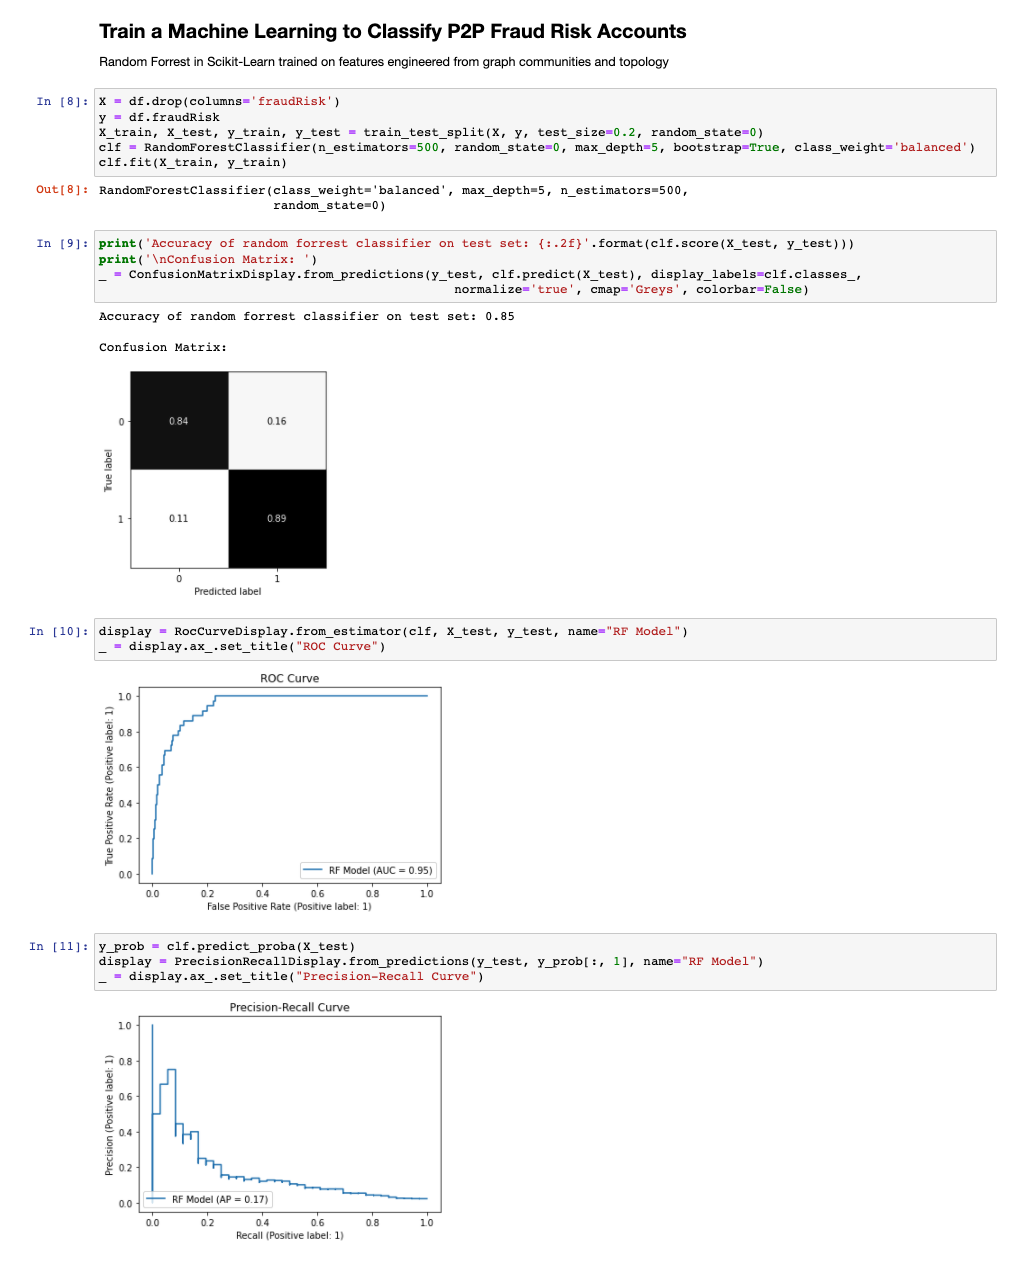 Train a Machine Learning to Classify P2P Fraud Risk Accounts
Random Forrest in Scikit-Learn trained on features engineered from graph communities and topology
In [8]: X = df.drop(columns='fraudRisk')
y = df.fraudRisk
X_train, X_test, y_train, y_test = train_test_split(X, y, test_size=0.2, random_state=0)
clf = RandomForestClassifier(n_estimators=500, random_state=0, max_depth=5, bootstrap=True, class_weight='balanced')
clf.fit(X_train, y_train)
Out[8]: RandomForestClassifier(class_weight='balanced', max_depth=5, n_estimators=500,
random_state=0)
In [9]: print('Accuracy of random forrest classifier on test set: {:.2f}'.format(clf.score(X_test, y_test)))
print('\nConfusion Matrix: ')
_ = ConfusionMatrixDisplay.from_predictions(y_test, clf.predict(X_test), display_labels=clf.classes_,
normalize='true', cmap='Greys', colorbar=False)
Accuracy of random forrest classifier on test set: 0.85
Confusion Matrix:
0.84 0.16
0
True label
0.11 0.89
1
0 1
Predicted label
In [10]: display = RocCurveDisplay.from_estimator(clf, X_test, y_test, name="RF Model")
_ = display.ax_.set_title("ROC Curve")
ROC Curve
True Positive Rate (Positive label: 1)
1.0
0.8
0.6
0.4
0.2
0.0
RF Model (AUC = 0.95)
0.0 0.2 0.4 0.6 0.8 1.0
False Positive Rate (Positive label: 1)
In [11]: y_prob = clf.predict_proba(X_test)
display = PrecisionRecallDisplay.from_predictions(y_test, y_prob[:, 1], name="RF Model")
_ = display.ax_.set_title("Precision-Recall Curve")
Precision-Recall Curve
Precision (Positive label: 1)
1.0
0.8
0.6
0.4
0.2
0.0
RF Model (AP = 0.17)
0.0 0.2 0.4 0.6 0.8 1.0
Recall (Positive label: 1)